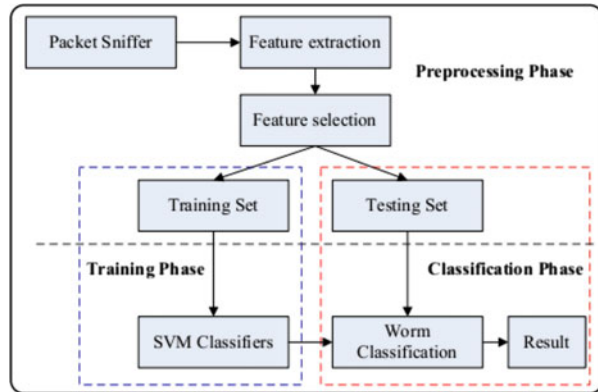 Packet Sniffer
Feature extraction
Preprocessing Phase
Feature selection
Training Set
Testing Set
Training Phase
Classification Phase
SVM Classifiers
Worm
Classification
Result